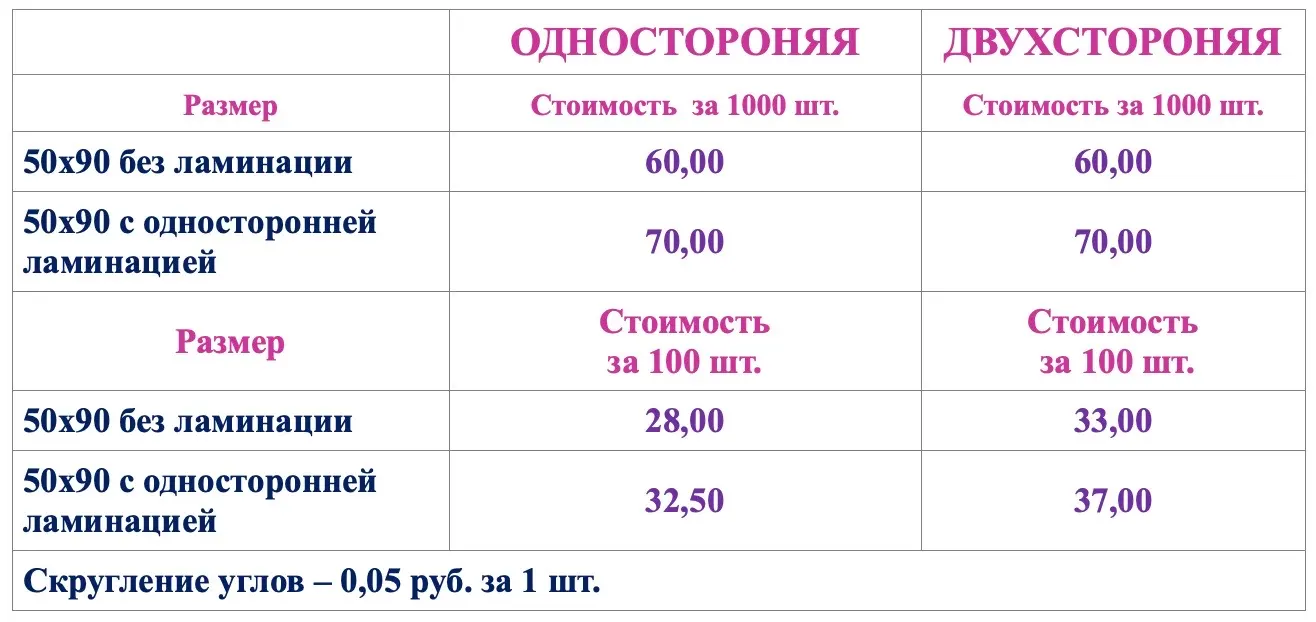 ОДНОСТОРОНЯЯ ДВУХСТОРОНЯЯ
Размер Стоимость за 1000 шт. Стоимость за 1000 шт.
50х90 без ламинации 60,00 60,00
50х90 с односторонней
ламинацией 70,00 70,00
Размер Стоимость
за 100 шт. Стоимость
за 100 шт.
50х90 без ламинации 28,00 33,00
50х90 с односторонней
ламинацией 32,50 37,00
Скругление углов – 0,05 руб. за 1 шт.